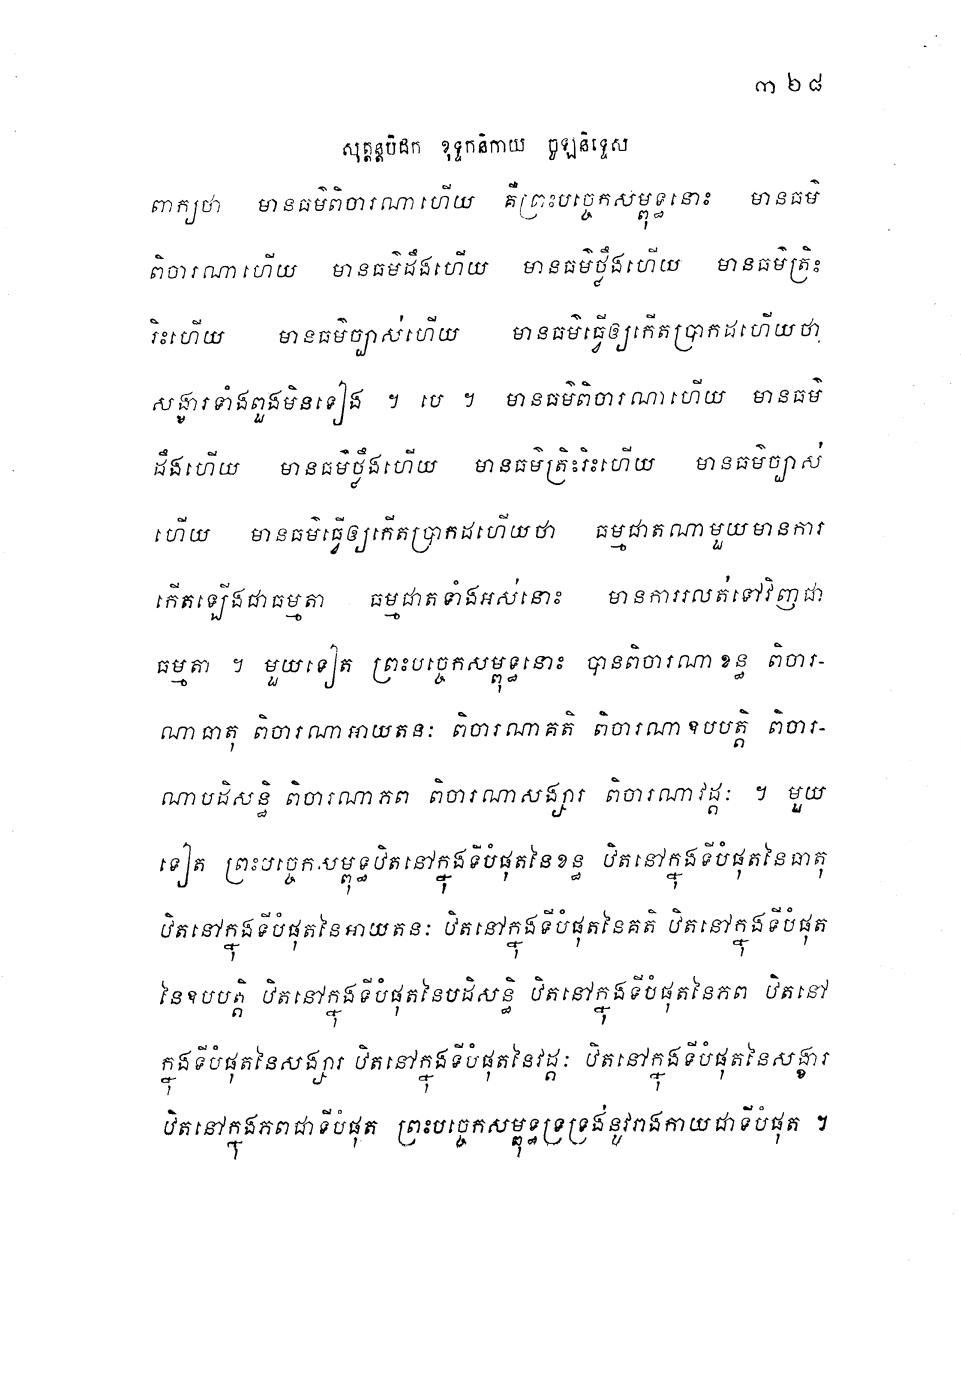 ៣២៨
សុត្តន្តបិដក ខុទ្ទកនិកាយ ចូឡនិទ្ទេស
ពាក្យថា មានធម៌ពិចារណាហើយ គឺព្រះបច្ចេកសម្ពុទ្ធនោះ មានធម៌
ពិចារណាហើយ មានធម៌ដឹងហើយ មានធម៌ថ្លឹងហើយ មានធម៌ត្រិះ
រិះហើយ មានធម៌ច្បាស់ហើយ មានធម៌ធ្វើឲ្យកើតប្រាកដហើយថា
សង្ខារទាំងពួងមិនទៀង ។ បេ ។ មានធម៌ពិចារណាហើយ មានធម៌
ដឹងហើយ មានធម៌ថ្លឹងហើយ មានធម៌ត្រិះរិះហើយ មានធម៌ច្បាស់
ហើយ មានធម៌ធ្វើឲ្យកើតប្រាកដហើយថា ធម្មជាតណាមួយមានការ
កើតឡើងជាធម្មតា ធម្មជាតទាំងអស់នោះ មានការរលត់ទៅវិញជា
ធម្មតា ។ មួយទៀត ព្រះបច្ចេកសម្ពុទ្ធនោះ បានពិចារណាខន្ធ ពិចារ-
ណាធាតុ ពិចារណាអាយតនៈ ពិចារណាគតិ ពិចារណាឧបបត្តិ ពិចារ-
ណាបដិសន្ធិ ពិចារណាភព ពិចារណាសង្សារ ពិចារណាវដ្តៈ ។ មួយ
ទៀត ព្រះបច្ចេកសម្ពុទ្ធឋិតនៅក្នុងទីបំផុតនៃខន្ធ ឋិតនៅក្នុងទីបំផុតនៃធាតុ
ឋិតនៅក្នុងទីបំផុតនៃអាយតនៈ ឋិតនៅក្នុងទីបំផុតនៃគតិ ឋិតនៅក្នុងទីបំផុត
នៃឧបបត្តិ ឋិតនៅក្នុងទីបំផុតនៃបដិសន្ធិ ឋិតនៅក្នុងទីបំផុតនៃភព ឋិតនៅ
ក្នុងទីបំផុតនៃសង្សារ ឋិតនៅក្នុងទីបំផុតនៃវដ្តៈ ឋិតនៅក្នុងទីបំផុតនៃសង្ខារ
ឋិតនៅក្នុងភពជាទីបំផុត ព្រះបច្ចេកសម្ពុទ្ធទ្រទ្រង់នូវរាងកាយជាទីបំផុត ។